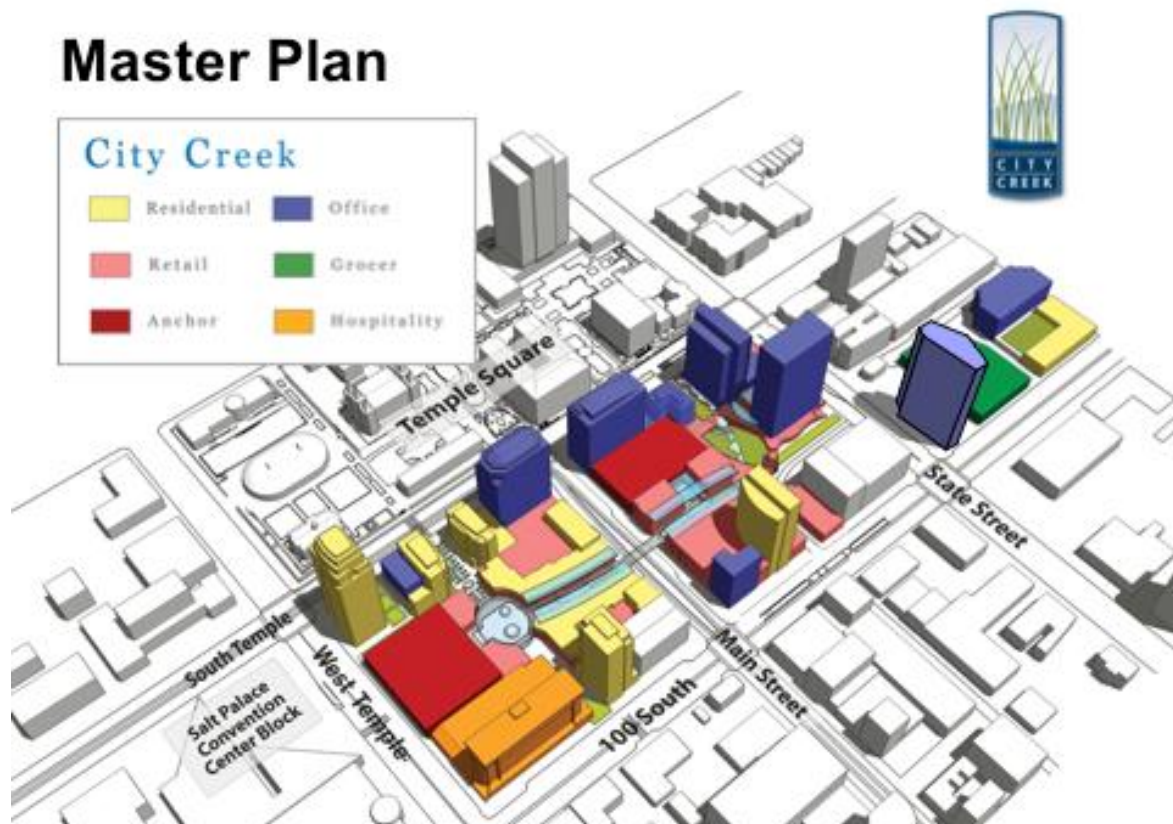 Master Plan
City Creek
Residential
Office
Retail
Grocer
Anchor
Hospitality
CITY
CREEK
Temple Square
State Street
South Temple
West Temple
Main Street
100 South
Salt Palace
Convention
Center Block